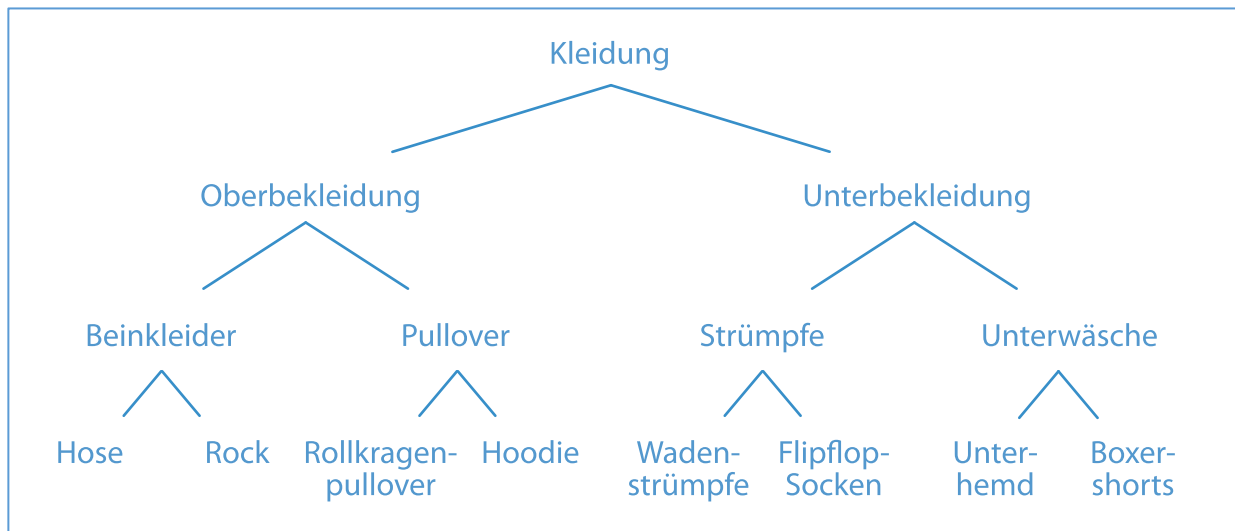 Kleidung
Oberbekleidung Unterbekleidung
Beinkleider Pullover Strümpfe Unterwäsche
Hose Rock Rollkragen- Hoodie Waden- Flipflop- Unter- Boxer-
pullover strümpfe Socken hemd shorts